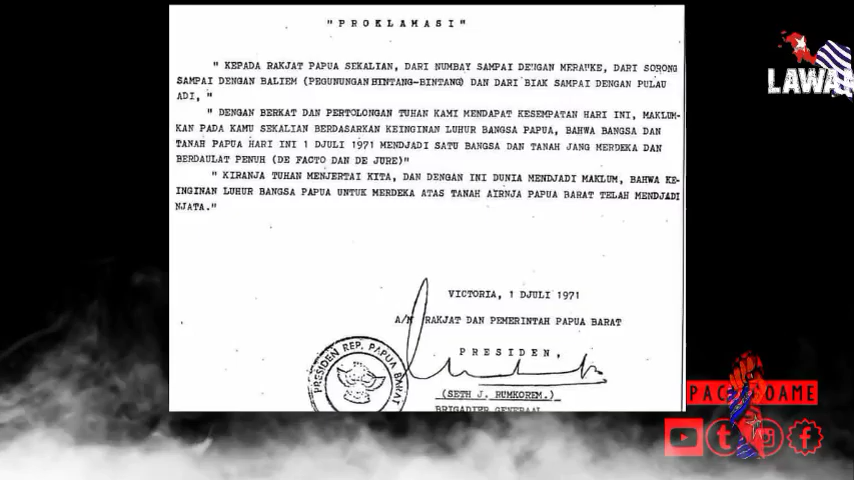 "PROKLAMASI"
" KEPADA RAKJAT PAPUA SEKALIAN, DARI NUMBAY SAMPAI DENGAN MERAUKE, DARI SORONG
SAMPAI DENGAN BALIEM (PEGUNUNGAN BINTANG-BINTANG) DAN DARI BIAK SAMPAI DENGAN PULAU
ADI, "
" DENGAN BERKAT DAN PERTOLONGAN TUHAN KAMI MENDAPAT KESEMPATAN HARI INI, MAKLUM-
KAN PADA KAMU SEKALIAN BERDASARKAN KEINGINAN LUHUR BANGSA PAPUA, BAHWA BANGSA DAN
TANAH PAPUA HARI INI 1 DJULI 1971 MENDJADI SATU BANGSA DAN TANAH JANG MERDEKA DAN
BERDAULAT PENUH (DE FACTO DAN DE JURE)"
" KIRANJA TUHAN MENJERTAI KITA, DAN DENGAN INI DUNIA MENDJADI MAKLUM, BAHWA KE-
INGINAN LUHUR BANGSA PAPUA UNTUK MERDEKA ATAS TANAH AIRNJA PAPUA BARAT TELAH MENDJADI
NJATA."
VICTORIA, 1 DJULI 1971
A/N RAKJAT DAN PEMERINTAH PAPUA BARAT
PRESIDEN,
(SETH J. RUMKOREM.)
BRIGADIER GENERAAL
PRESIDEN REP. PAPUA BARAT
LAWAN